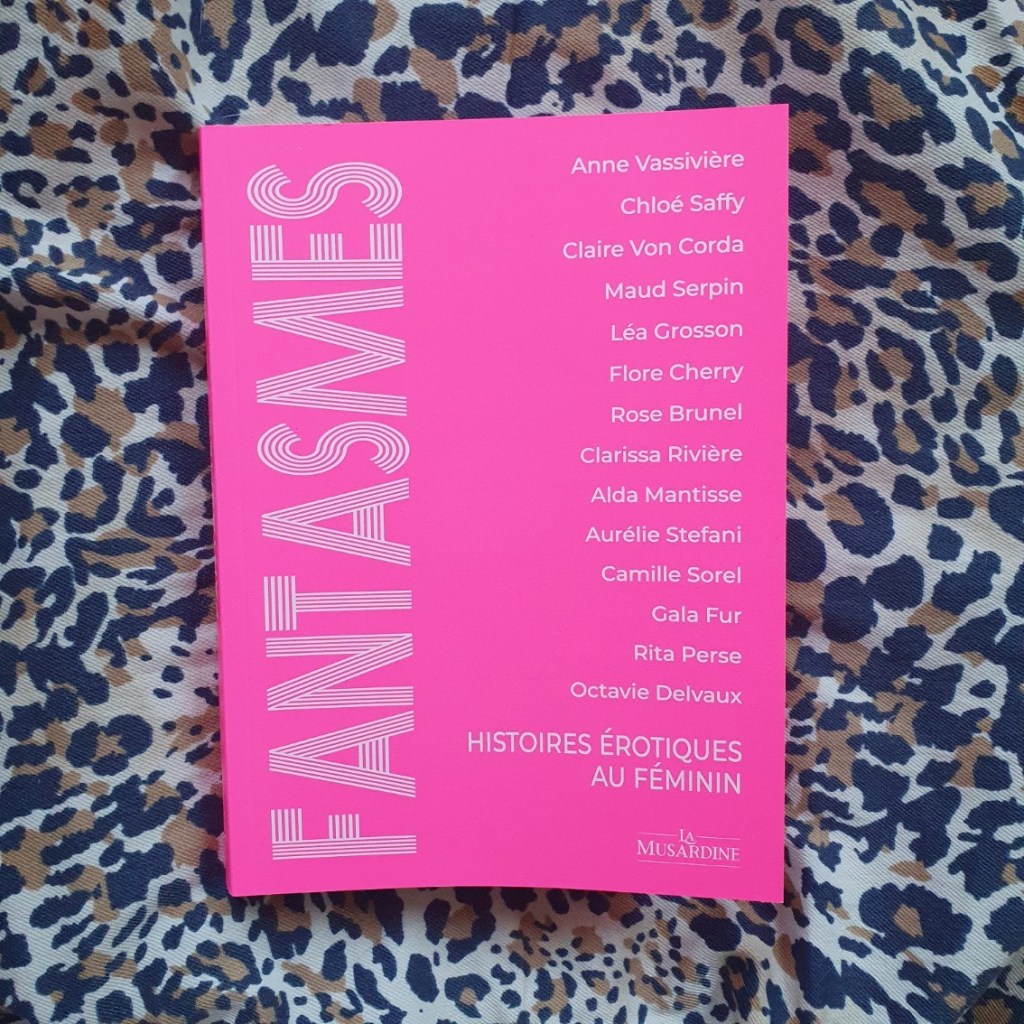 FANTASMES
Anne Vassivière
Chloé Saffy
Claire Von Corda
Maud Serpin
Léa Grosson
Flore Cherry
Rose Brunel
Clarissa Rivière
Alda Mantisse
Aurélie Stefani
Camille Sorel
Gala Fur
Rita Perse
Octavie Delvaux
HISTOIRES ÉROTIQUES
AU FÉMININ
LA
MUSARDINE